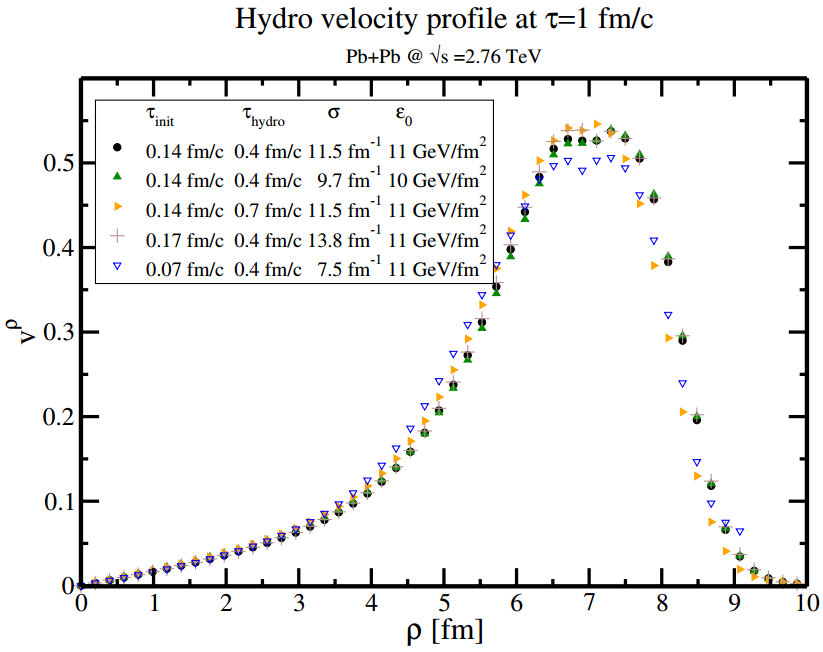 Hydro velocity profile at τ=1 fm/c
Pb+Pb @ √s =2.76 TeV
τinit τhydro σ ε0
0.14 fm/c 0.4 fm/c 11.5 fm-1 11 GeV/fm2
0.14 fm/c 0.4 fm/c 9.7 fm-1 10 GeV/fm2
0.14 fm/c 0.7 fm/c 11.5 fm-1 11 GeV/fm2
0.17 fm/c 0.4 fm/c 13.8 fm-1 11 GeV/fm2
0.07 fm/c 0.4 fm/c 7.5 fm-1 11 GeV/fm2
0.5
0.4
0.3
0.2
0.1
0
vρ
0 1 2 3 4 5 6 7 8 9 10
ρ [fm]